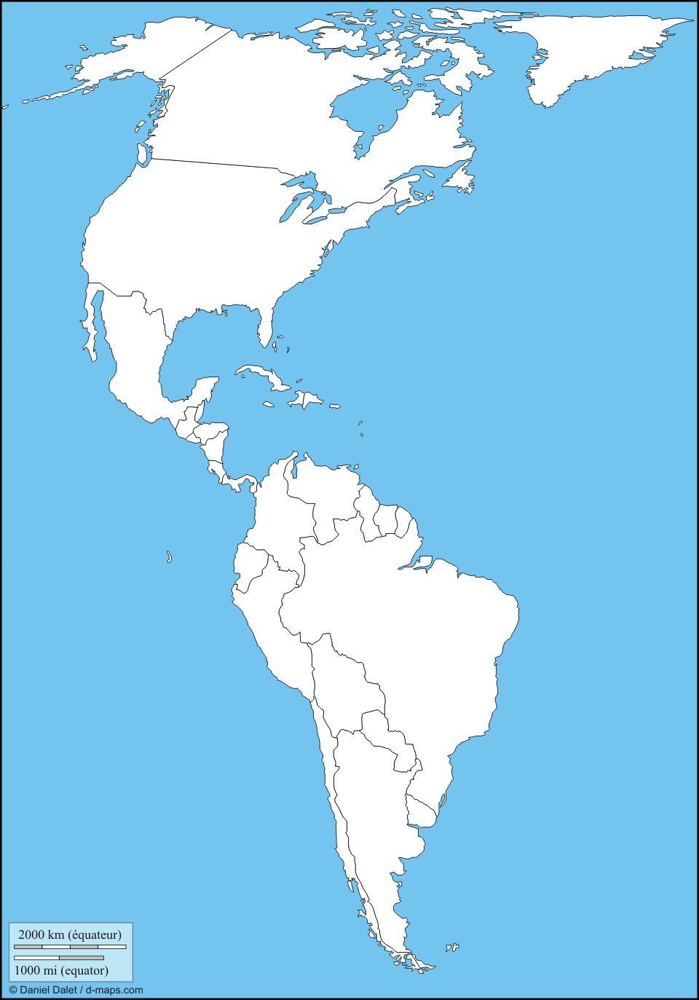 2000 km (équateur)
1000 mi (equator)
© Daniel Dalet / d-maps.com